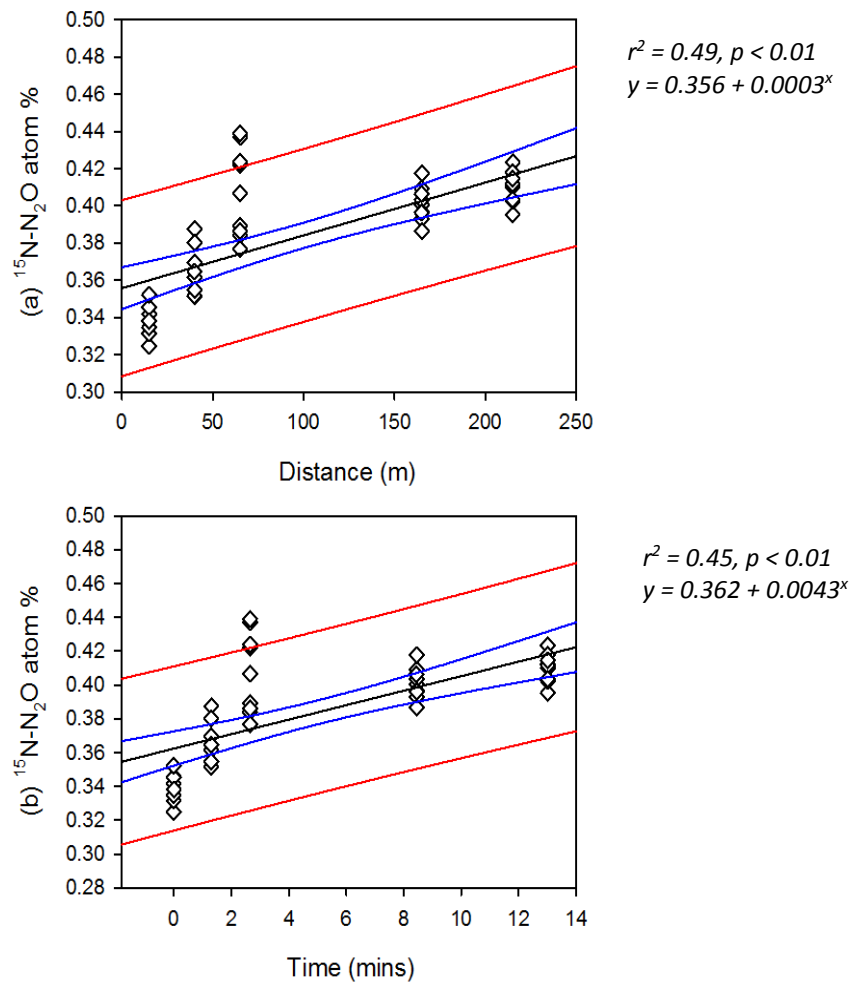 0.50
0.48
0.46
0.44
0.42
0.40
0.38
0.36
0.34
0.32
0.30
(a) ¹⁵N-N₂O atom %
0 50 100 150 200 250
Distance (m)
r² = 0.49, p < 0.01
y = 0.356 + 0.0003ˣ
0.50
0.48
0.46
0.44
0.42
0.40
0.38
0.36
0.34
0.32
0.30
0.28
(b) ¹⁵N-N₂O atom %
0 2 4 6 8 10 12 14
Time (mins)
r² = 0.45, p < 0.01
y = 0.362 + 0.0043ˣ